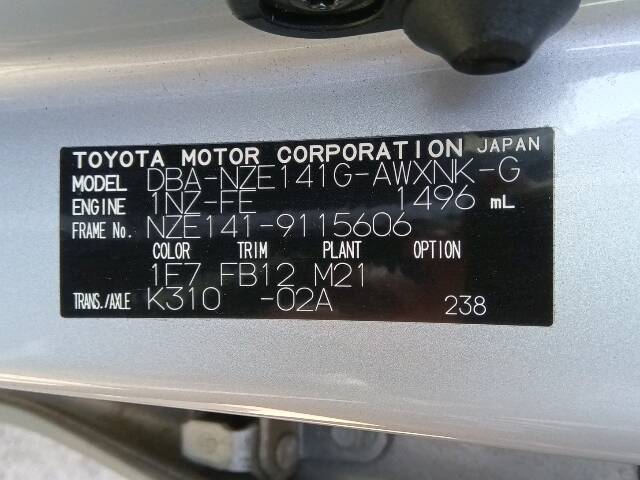 TOYOTA MOTOR CORPORATION JAPAN
MODEL DBA-NZE141G-AWXNK-G
ENGINE 1NZ-FE 1496 mL
FRAME No. NZE141-9115606
COLOR TRIM PLANT OPTION
1E7 FB12 M21
TRANS./AXLE K310 -02A 238